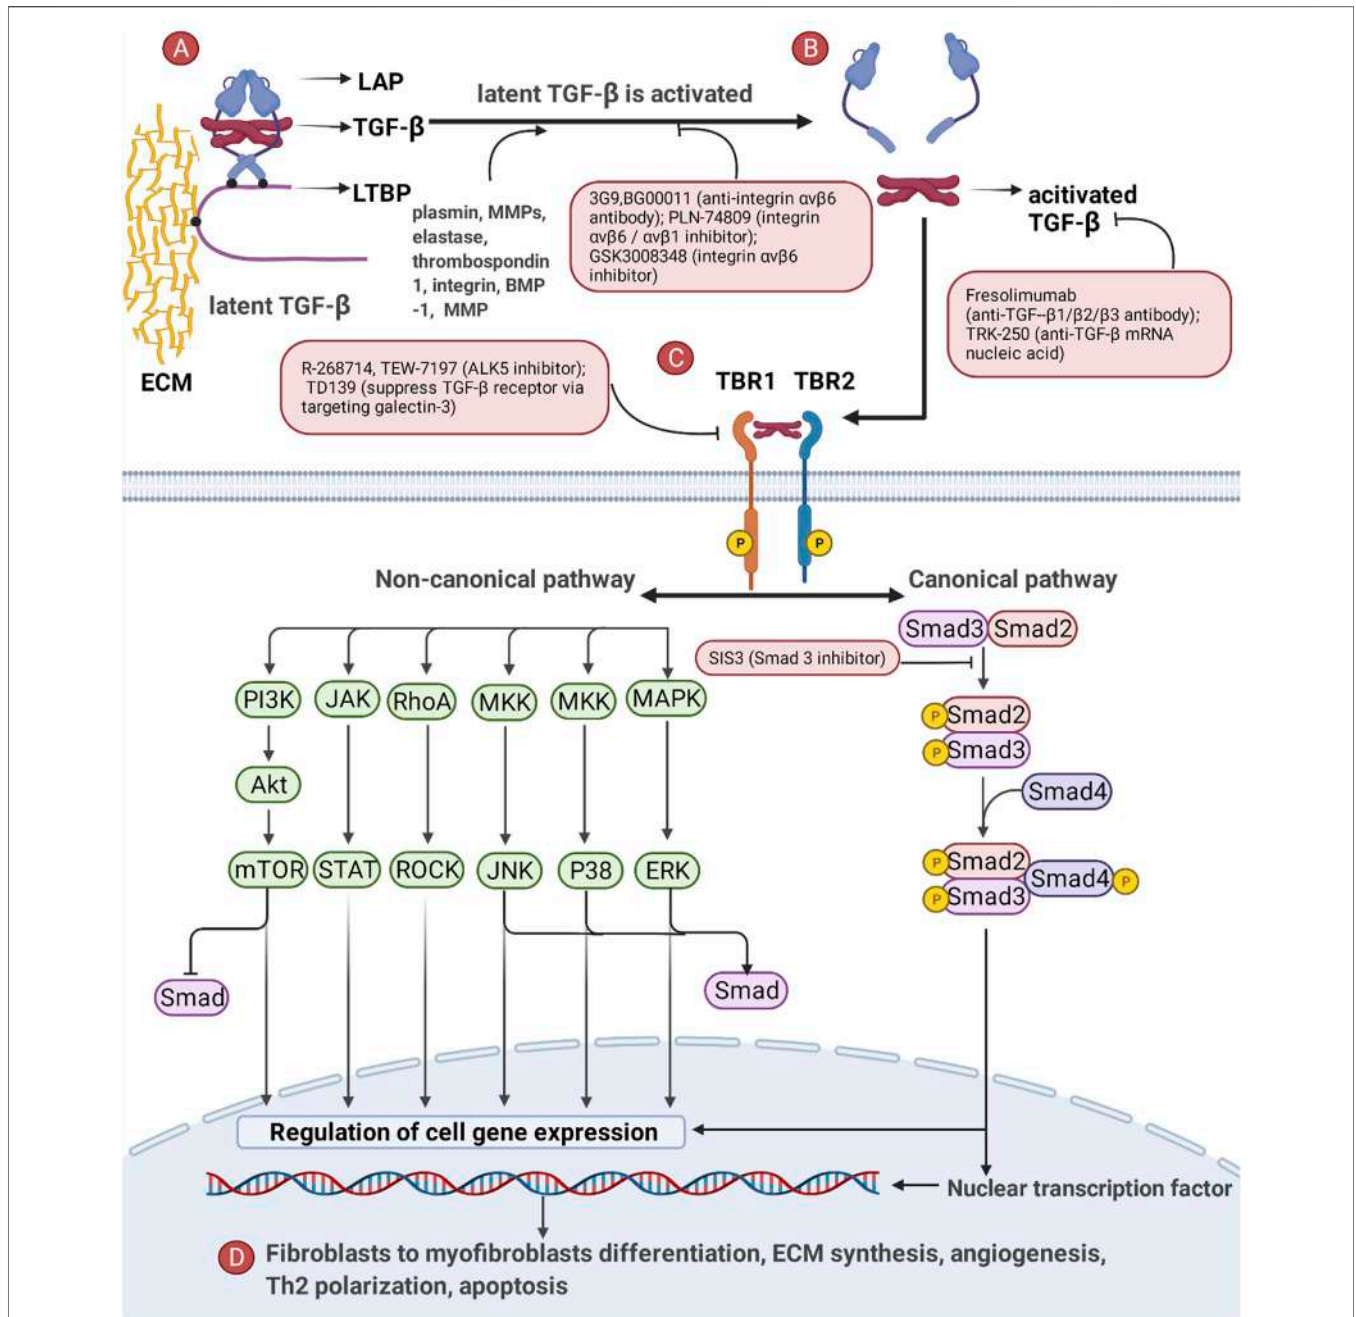 A
LAP
TGF-β
LTBP
latent TGF-β
ECM
latent TGF-β is activated
plasmin, MMPs,
elastase,
thrombospondin
1, integrin, BMP
-1, MMP
3G9,BG00011 (anti-integrin αvβ6
antibody); PLN-74809 (integrin
αvβ6 / αvβ1 inhibitor);
GSK3008348 (integrin αvβ6
inhibitor)
B
acitivated
TGF-β
Fresolimumab
(anti-TGF--β1/β2/β3 antibody);
TRK-250 (anti-TGF-β mRNA
nucleic acid)
R-268714, TEW-7197 (ALK5 inhibitor);
TD139 (suppress TGF-β receptor via
targeting galectin-3)
C
TBR1 TBR2
P P
Non-canonical pathway
Canonical pathway
Smad3 Smad2
SIS3 (Smad 3 inhibitor)
P Smad2
P Smad3
Smad4
P Smad2
P Smad3
Smad4 P
PI3K JAK RhoA MKK MKK MAPK
Akt
mTOR STAT ROCK JNK P38 ERK
Smad
Smad
Regulation of cell gene expression
Nuclear transcription factor
D
Fibroblasts to myofibroblasts differentiation, ECM synthesis, angiogenesis,
Th2 polarization, apoptosis